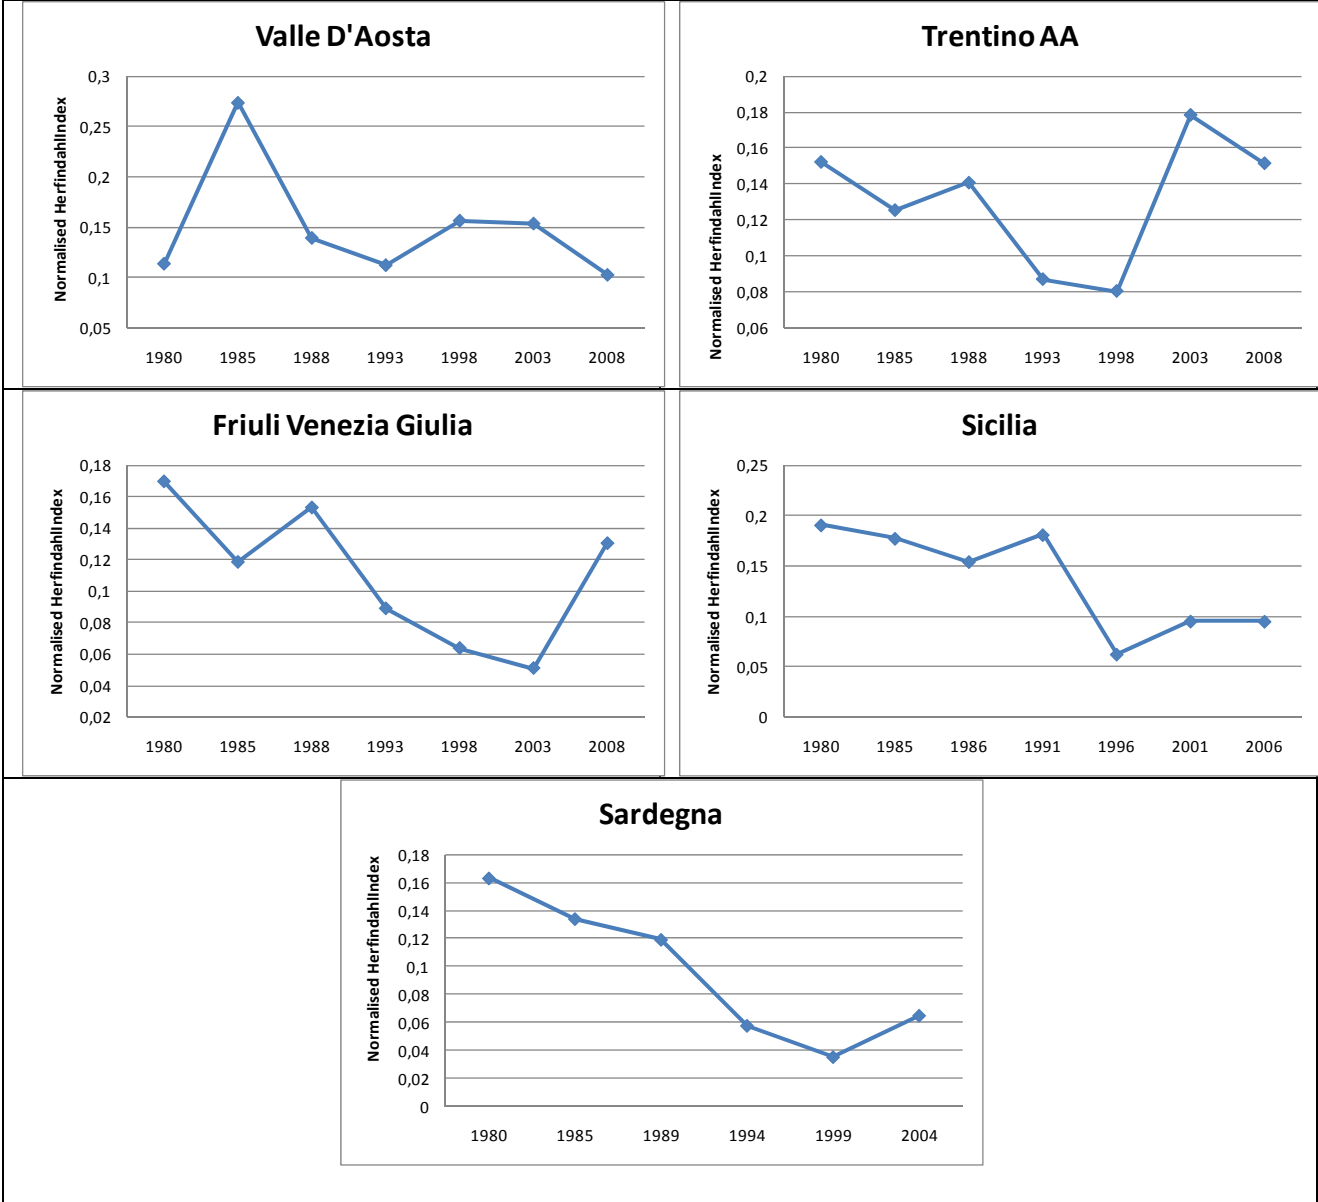 Valle D'Aosta
Normalised HerfindahlIndex
0,3
0,25
0,2
0,15
0,1
0,05
1980 1985 1988 1993 1998 2003 2008
Trentino AA
Normalised HerfindahlIndex
0,2
0,18
0,16
0,14
0,12
0,1
0,08
0,06
1980 1985 1988 1993 1998 2003 2008
Friuli Venezia Giulia
Normalised HerfindahlIndex
0,18
0,16
0,14
0,12
0,1
0,08
0,06
0,04
0,02
1980 1985 1988 1993 1998 2003 2008
Sicilia
Normalised HerfindahlIndex
0,25
0,2
0,15
0,1
0,05
0
1980 1985 1986 1991 1996 2001 2006
Sardegna
Normalised HerfindahlIndex
0,18
0,16
0,14
0,12
0,1
0,08
0,06
0,04
0,02
0
1980 1985 1989 1994 1999 2004